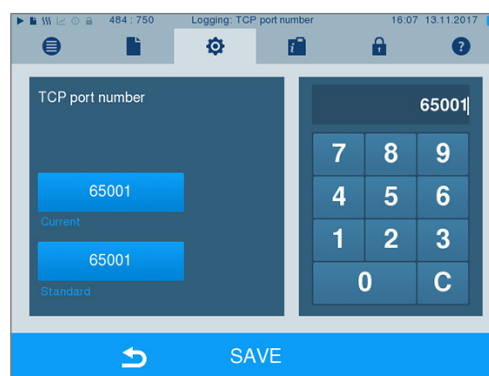 484 : 750 Logging: TCP port number 16:07 13.11.2017
TCP port number
65001
Current
65001
Standard
65001
7 8 9
4 5 6
1 2 3
0 C
SAVE